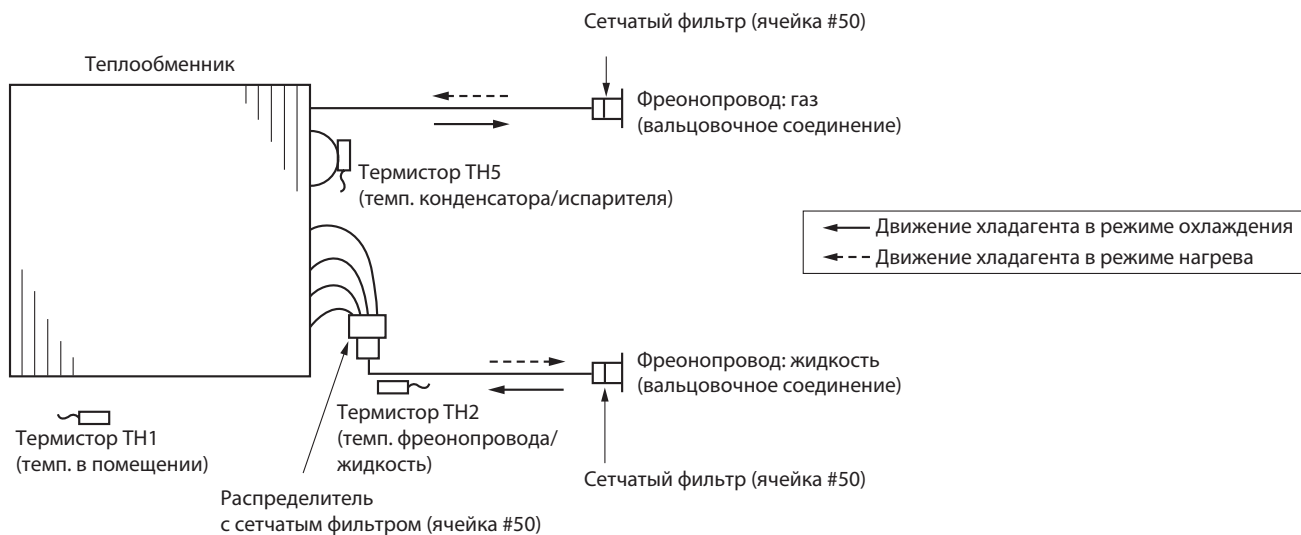 Сетчатый фильтр (ячейка #50)
Теплообменник
Фреонопровод: газ
(вальцовочное соединение)
Термистор TH5
(темп. конденсатора/испарителя)
Движение хладагента в режиме охлаждения
Движение хладагента в режиме нагрева
Фреонопровод: жидкость
(вальцовочное соединение)
Термистор TH1
(темп. в помещении)
Термистор TH2
(темп. фреонопровода/
жидкость)
Сетчатый фильтр (ячейка #50)
Распределитель
с сетчатым фильтром (ячейка #50)